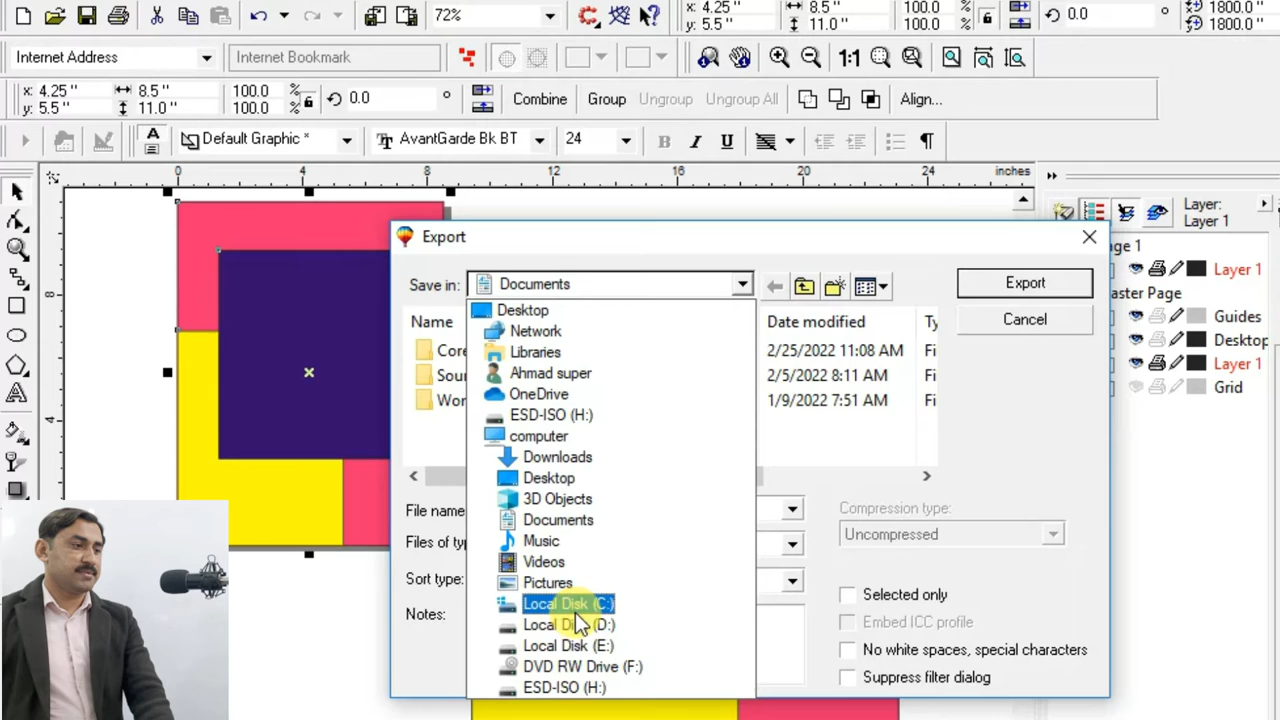 72%
x: 4.25 " 8.5 " 100.0 %
y: 5.5 " 11.0 " 100.0 %
0.0 °
1800.0 "
1800.0 "
Internet Address Internet Bookmark 1:1
x: 4.25 " 8.5 " 100.0 %
y: 5.5 " 11.0 " 100.0 %
0.0 ° Combine Group Ungroup Ungroup All Align...
Default Graphic * AvantGarde Bk BT 24 B I U
0 4 8 12 16 20 24 inches
8
4
Layer:
Layer 1
age 1
Layer 1
aster Page
Guides
Desktop
Layer 1
Grid
Export
Save in: Documents Export
Cancel
Name Date modified Ty
Core 2/25/2022 11:08 AM Fi
Sour 2/5/2022 8:11 AM Fi
Wor 1/9/2022 7:51 AM Fi
Desktop
Network
Libraries
Ahmad super
OneDrive
ESD-ISO (H:)
computer
Downloads
Desktop
3D Objects
Documents
Music
Videos
Pictures
Local Disk (C:)
Local Disk (D:)
Local Disk (E:)
DVD RW Drive (F:)
ESD-ISO (H:)
File name
Files of typ
Sort type:
Notes:
Compression type:
Uncompressed
Selected only
Embed ICC profile
No white spaces, special characters
Suppress filter dialog